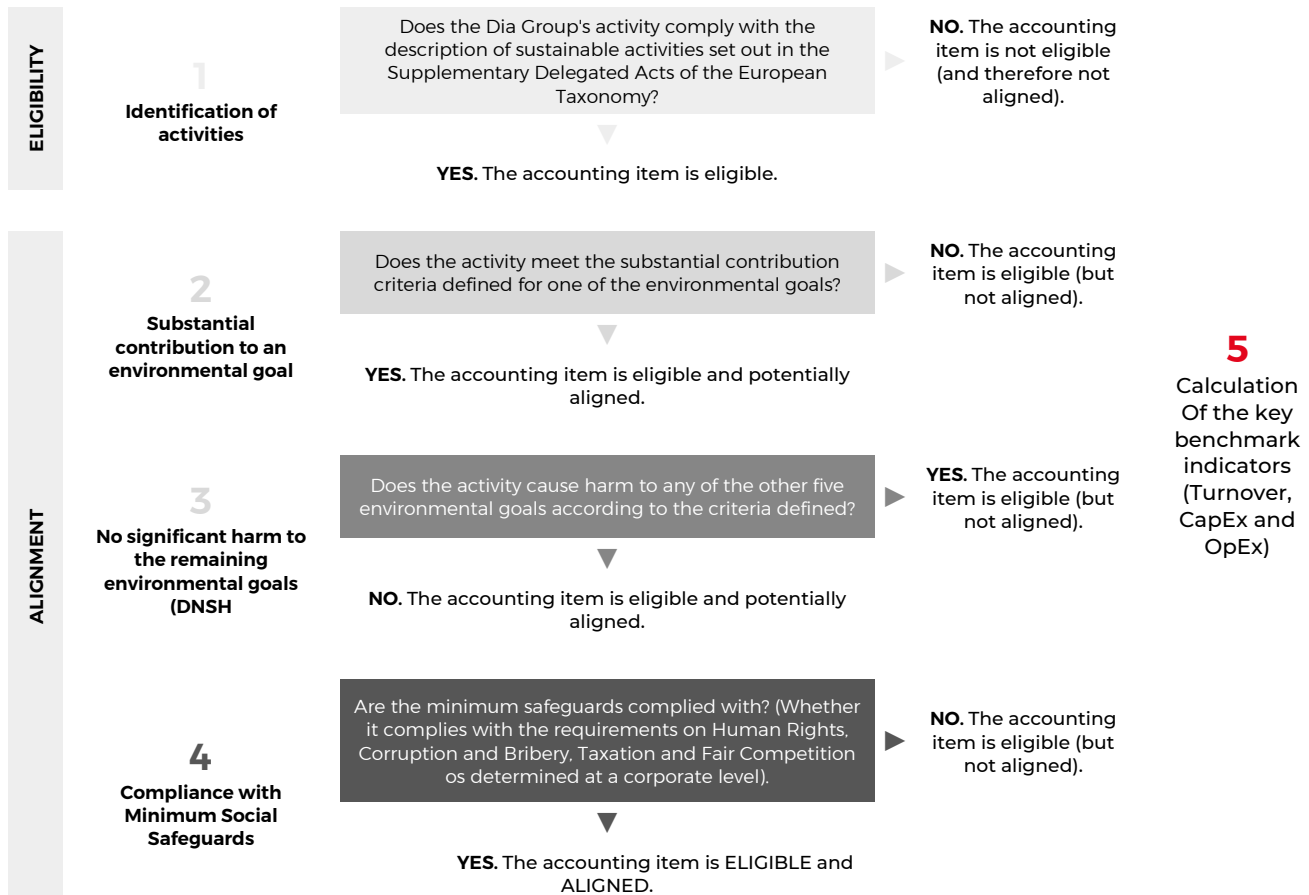 ELIGIBILITY
1
Identification of
activities
Does the Dia Group's activity comply with the
description of sustainable activities set out in the
Supplementary Delegated Acts of the European
Taxonomy?
NO. The accounting
item is not eligible
(and therefore not
aligned).
YES. The accounting item is eligible.
ALIGNMENT
2
Substantial
contribution to an
environmental goal
Does the activity meet the substantial contribution
criteria defined for one of the environmental goals?
NO. The accounting
item is eligible (but
not aligned).
YES. The accounting item is eligible and potentially
aligned.
3
No significant harm to
the remaining
environmental goals
(DNSH
Does the activity cause harm to any of the other five
environmental goals according to the criteria defined?
YES. The accounting
item is eligible (but
not aligned).
NO. The accounting item is eligible and potentially
aligned.
4
Compliance with
Minimum Social
Safeguards
Are the minimum safeguards complied with? (Whether
it complies with the requirements on Human Rights,
Corruption and Bribery, Taxation and Fair Competition
os determined at a corporate level).
NO. The accounting
item is eligible (but
not aligned).
YES. The accounting item is ELIGIBLE and
ALIGNED.
5
Calculation
Of the key
benchmark
indicators
(Turnover,
CapEx and
OpEx)